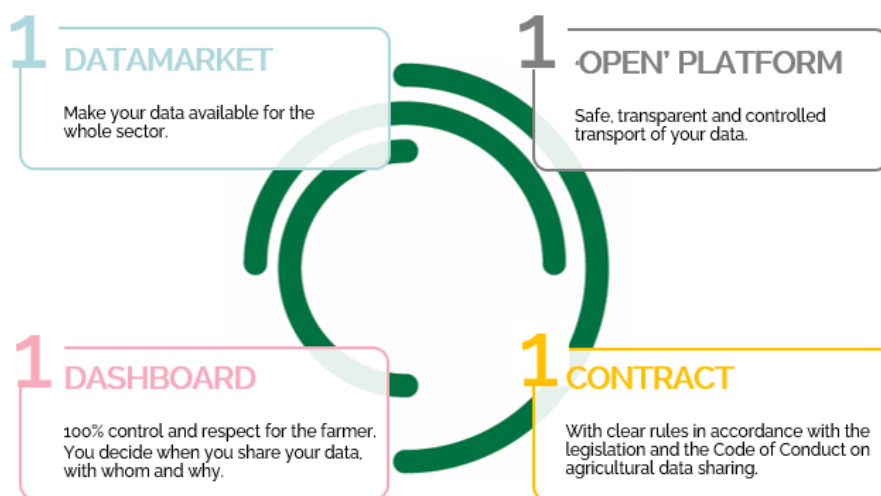 1 DATAMARKET
Make your data available for the
whole sector.
1 ‘OPEN’ PLATFORM
Safe, transparent and controlled
transport of your data.
1 DASHBOARD
100% control and respect for the farmer.
You decide when you share your data,
with whom and why.
1 CONTRACT
With clear rules in accordance with the
legislation and the Code of Conduct on
agricultural data sharing.